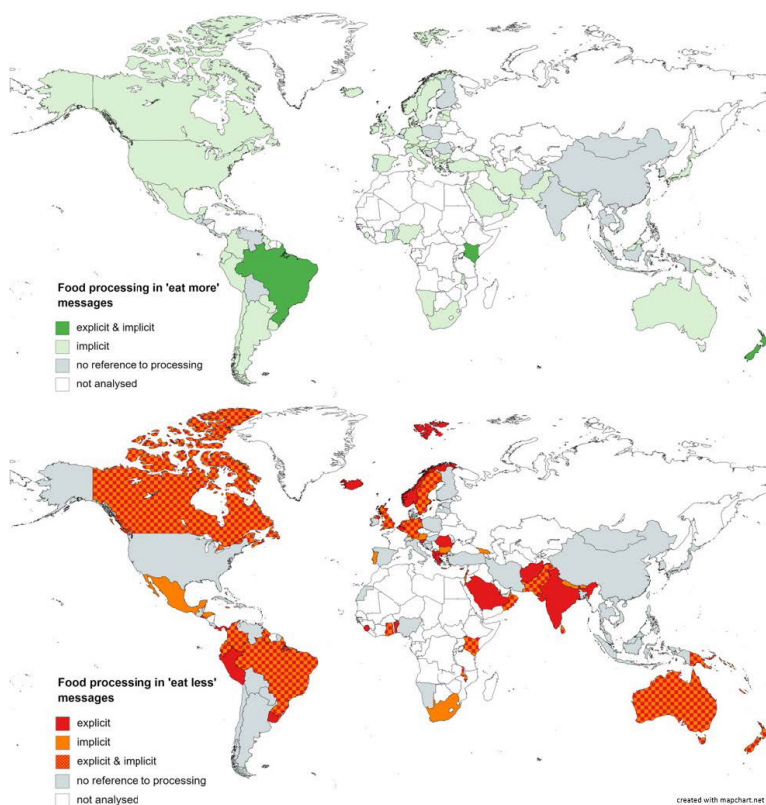 Food processing in 'eat more'
messages
explicit & implicit
implicit
no reference to processing
not analysed
Food processing in 'eat less'
messages
explicit
implicit
explicit & implicit
no reference to processing
not analysed
created with mapchart.net